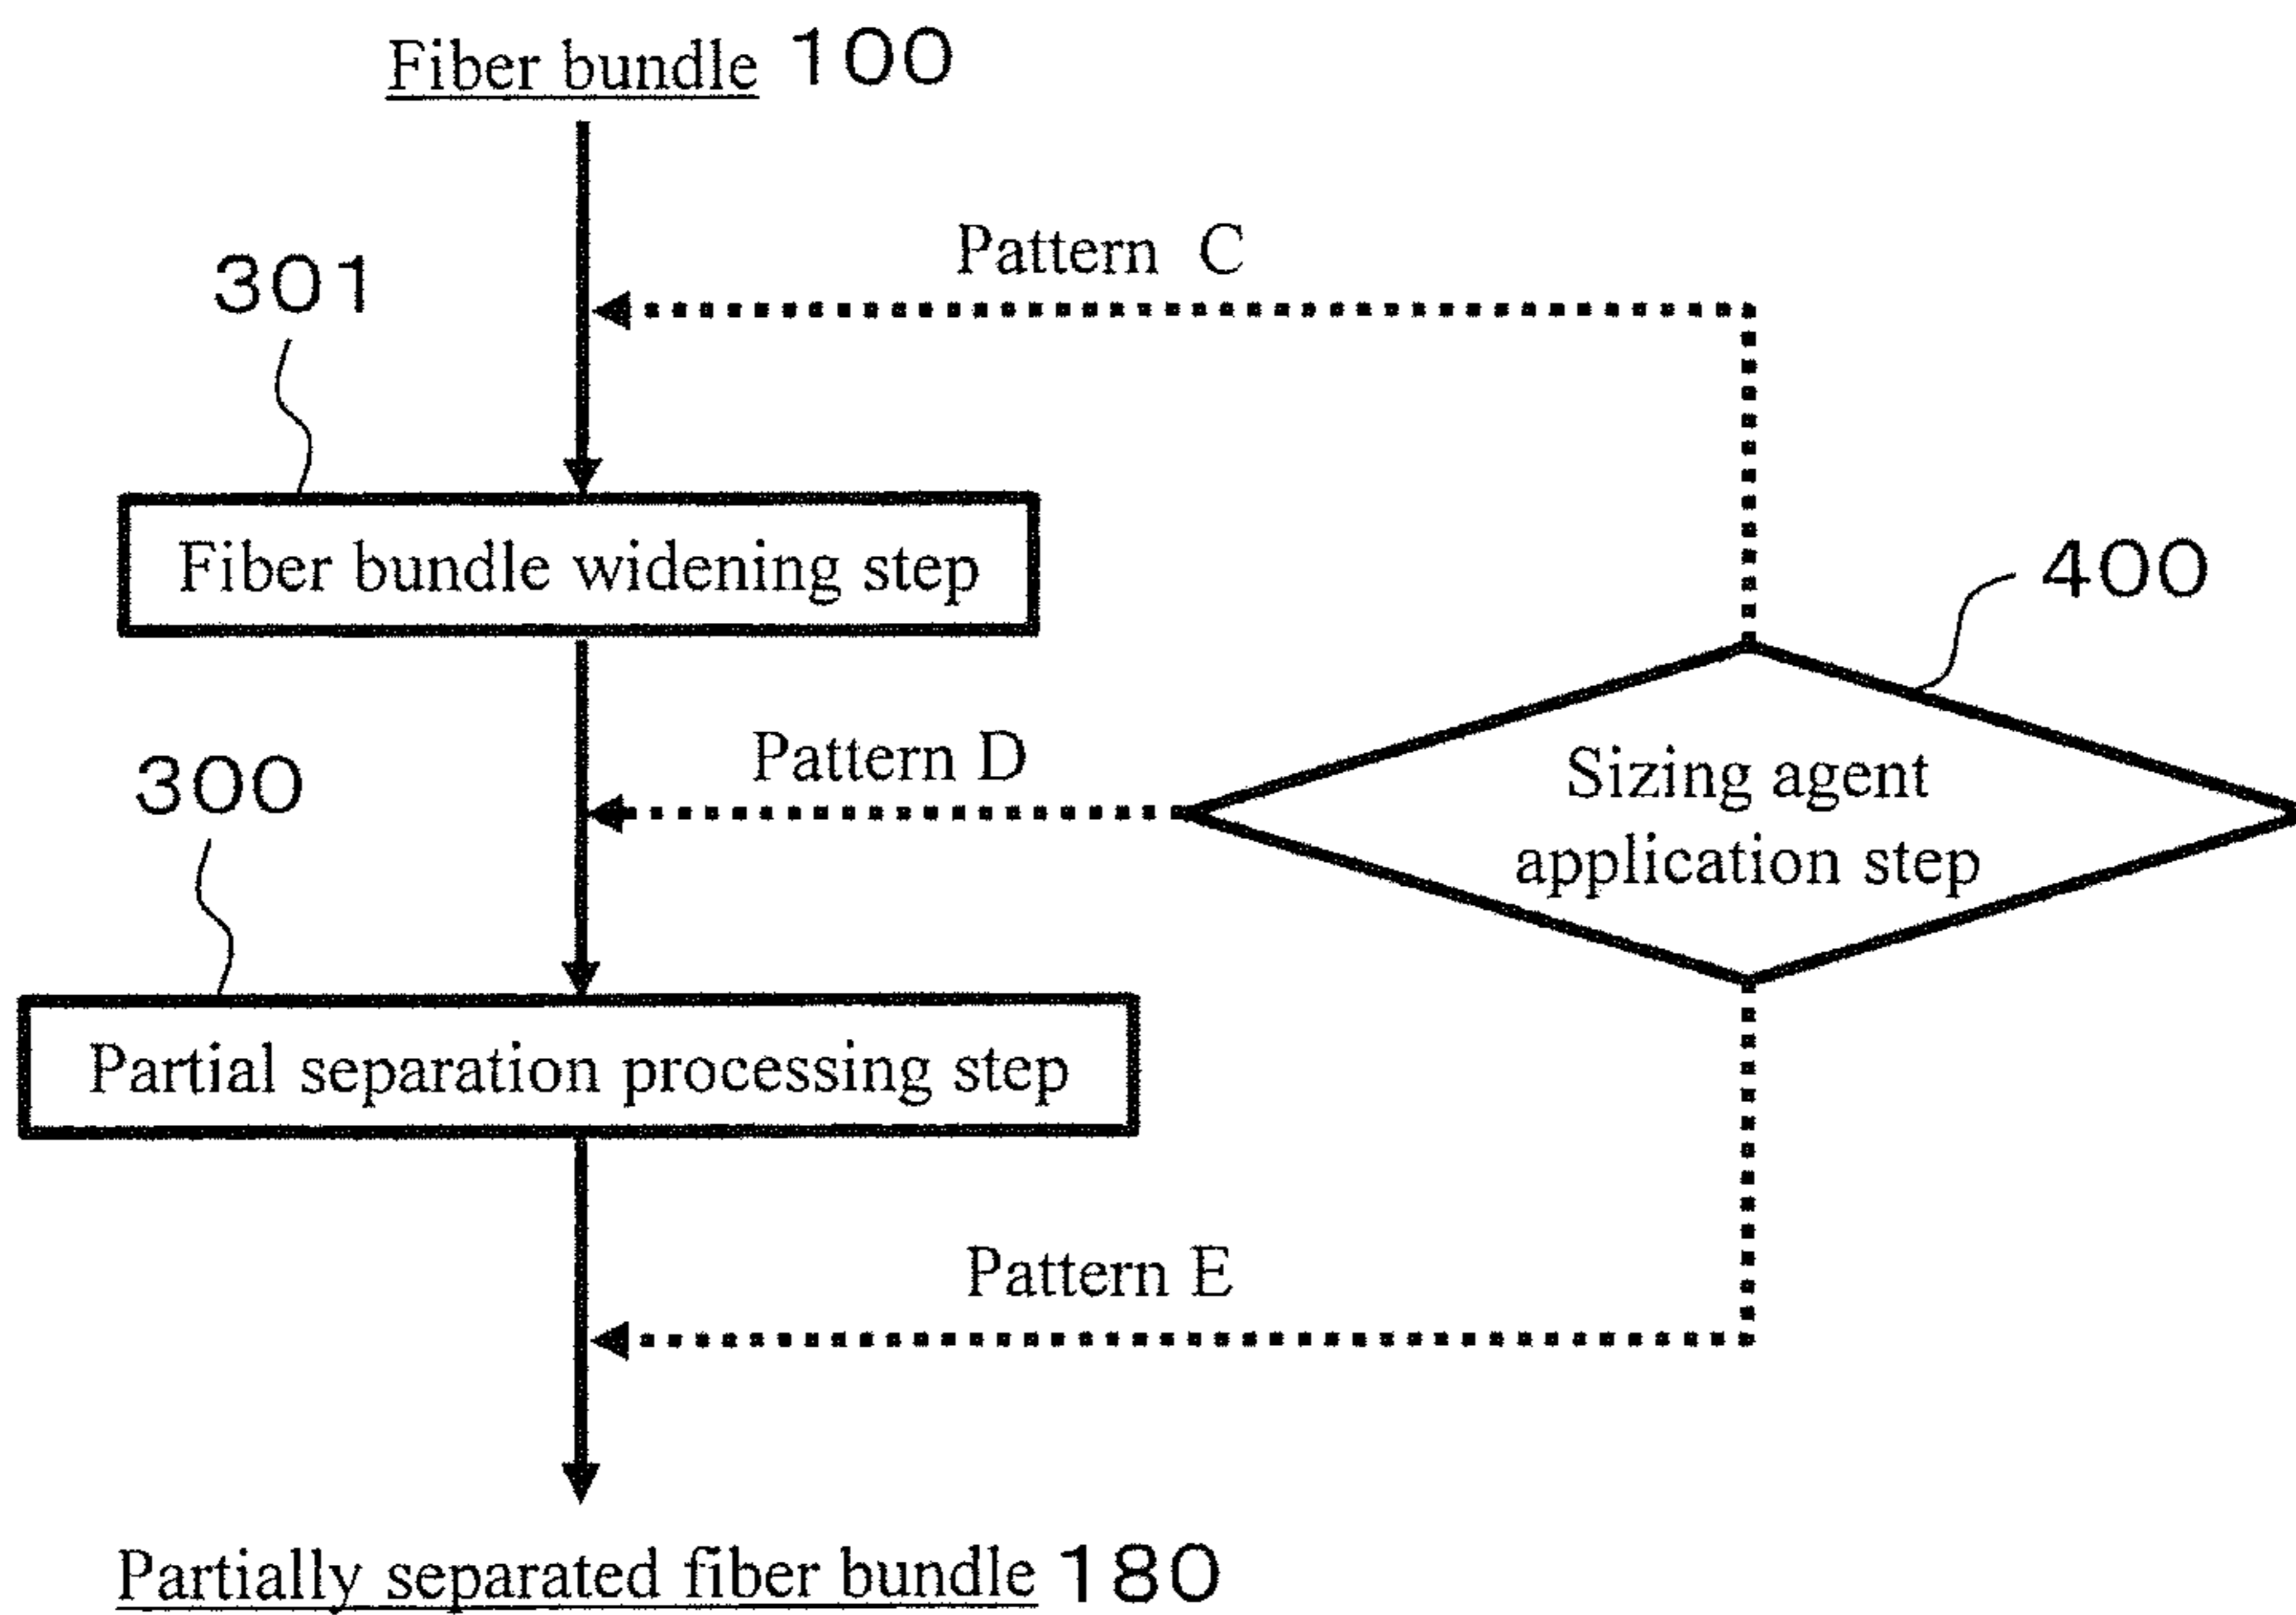 Fiber bundle 100
Pattern C
301
Fiber bundle widening step
400
Pattern D
300
Sizing agent
application step
Partial separation processing step
Pattern E
Partially separated fiber bundle 180